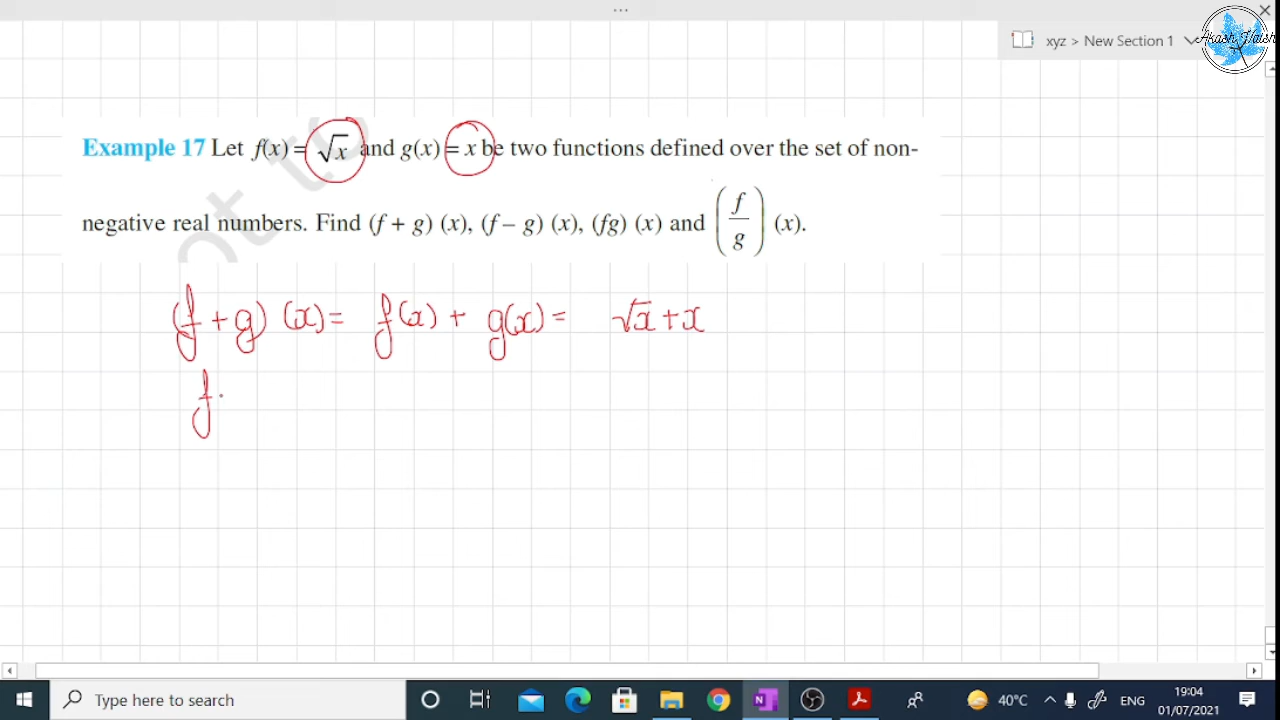 xyz > New Section 1
Example 17 Let f(x) = √x and g(x) = x be two functions defined over the set of non-
negative real numbers. Find (f + g) (x), (f – g) (x), (fg) (x) and (f/g) (x).
(f + g) (x) = f(x) + g(x) = √x + x
f
Type here to search
40°C
ENG
19:04
01/07/2021